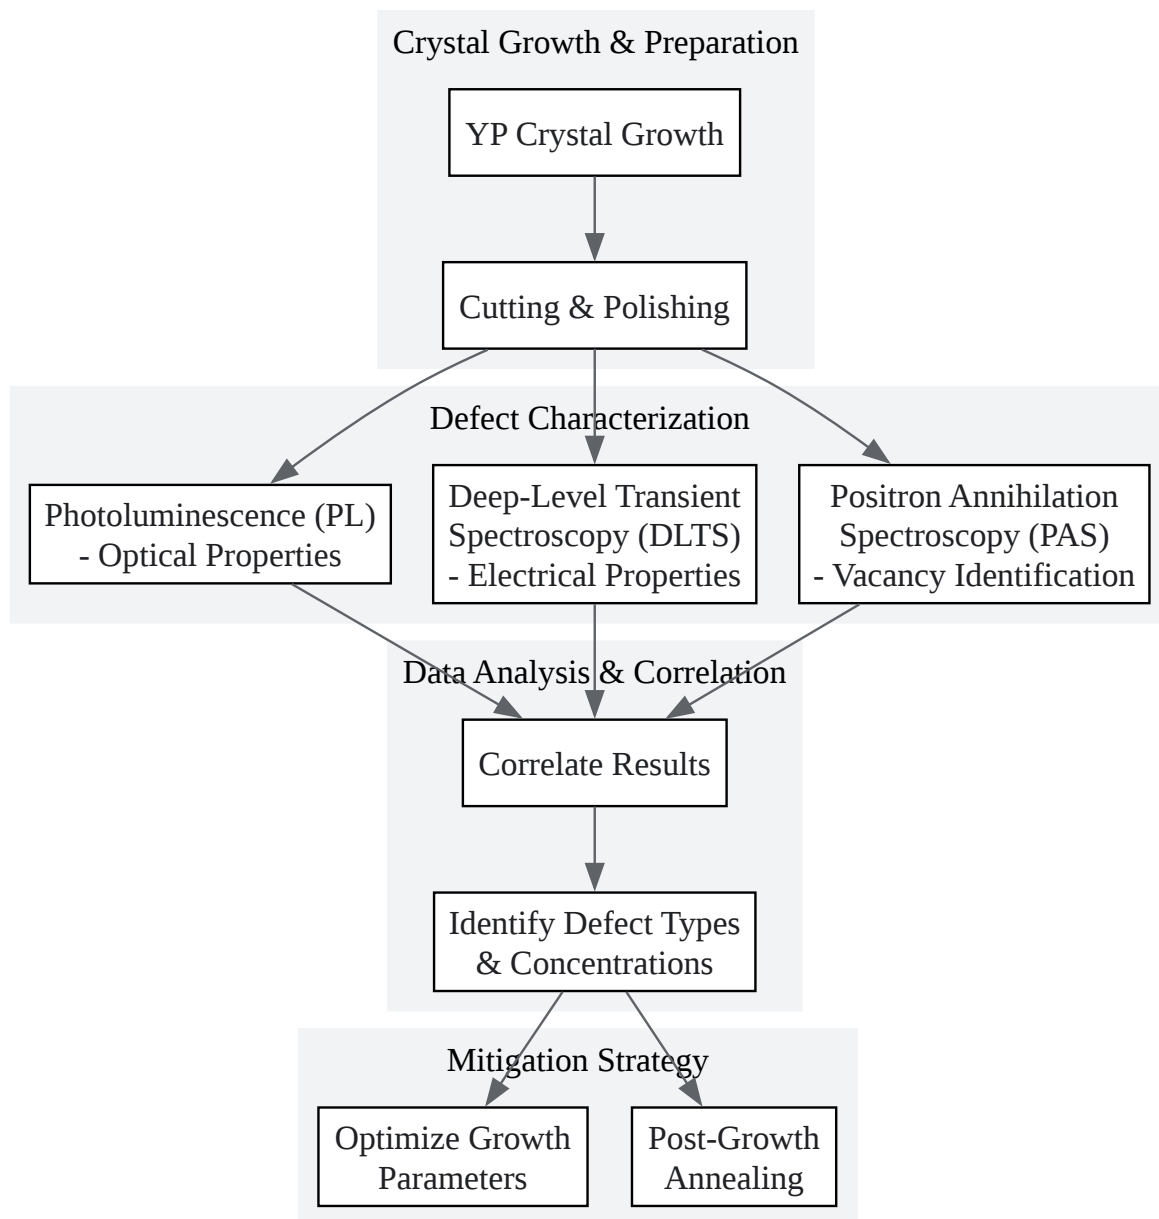 Crystal Growth & Preparation
YP Crystal Growth
Cutting & Polishing
Defect Characterization
Photoluminescence (PL)
- Optical Properties
Deep-Level Transient
Spectroscopy (DLTS)
- Electrical Properties
Positron Annihilation
Spectroscopy (PAS)
- Vacancy Identification
Data Analysis & Correlation
Correlate Results
Identify Defect Types
& Concentrations
Mitigation Strategy
Optimize Growth
Parameters
Post-Growth
Annealing